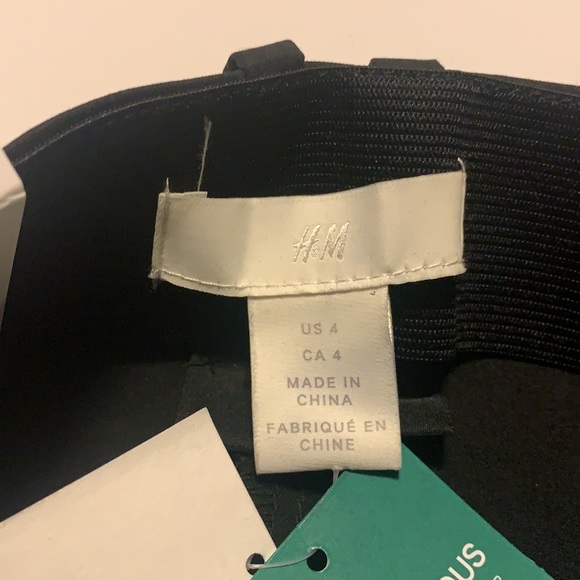 H&M
US 4
CA 4
MADE IN
CHINA
FABRIQUÉ EN
CHINE